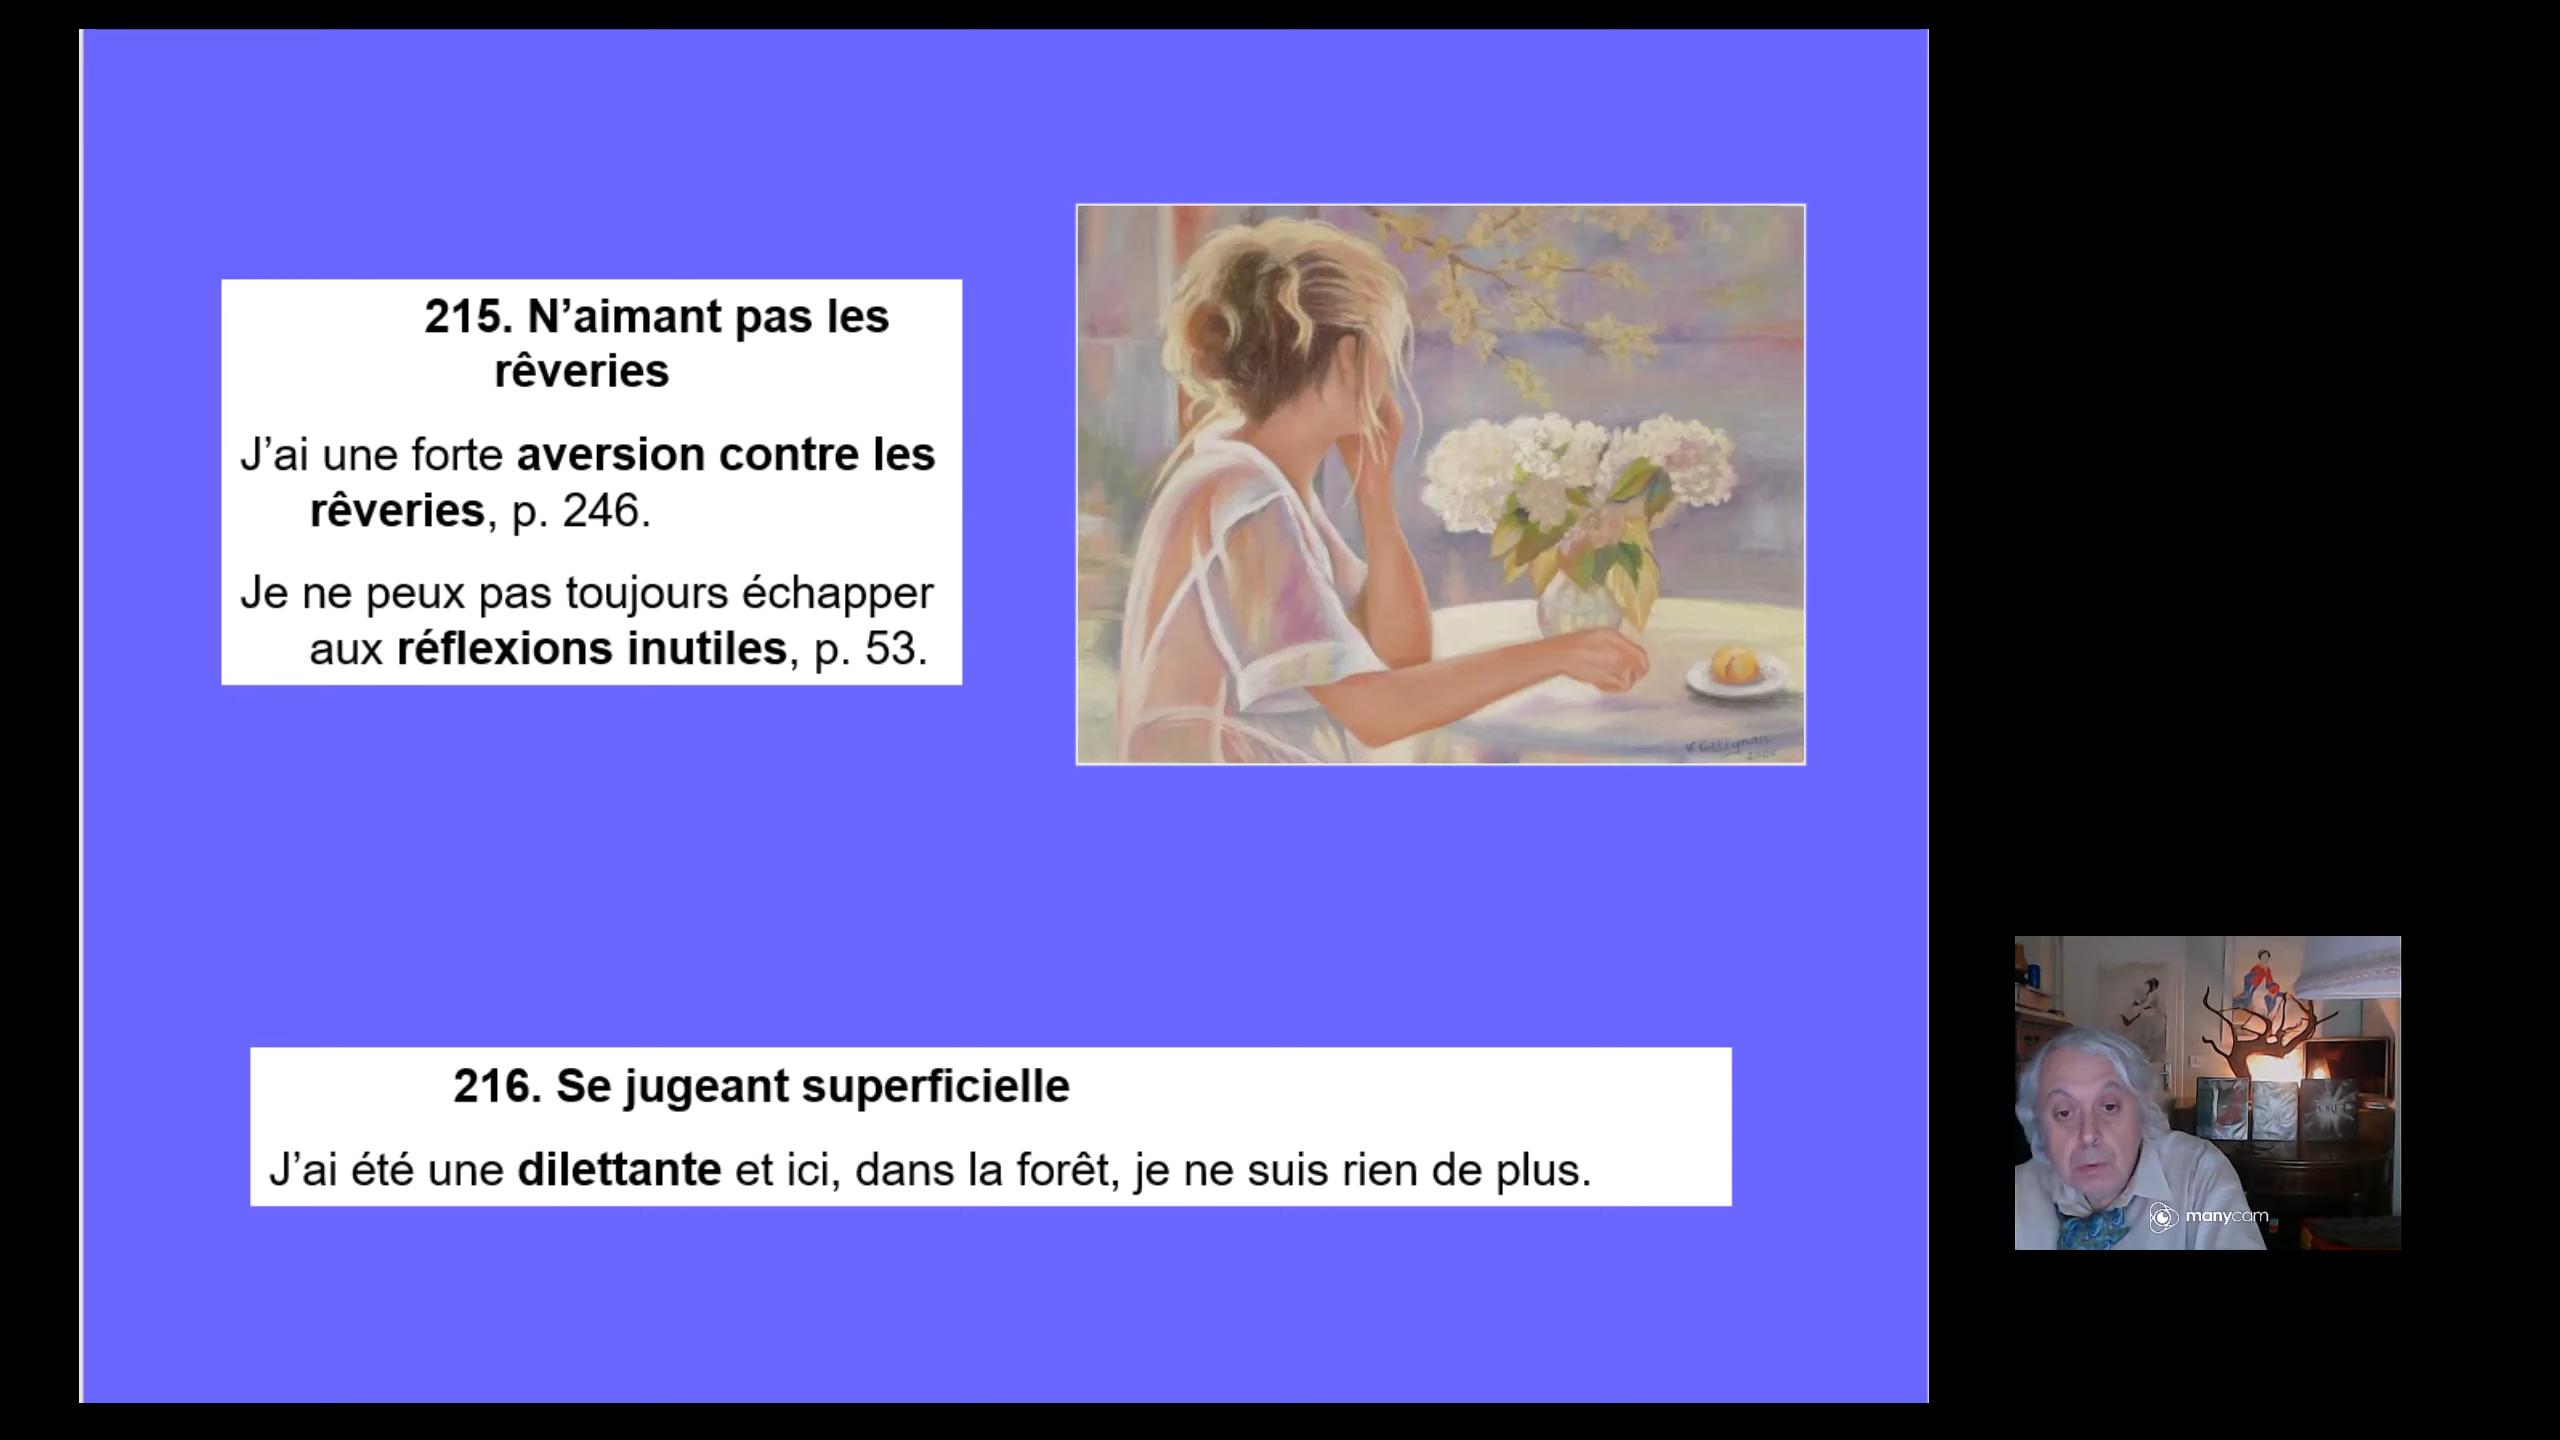 215. N’aimant pas les
rêveries
J’ai une forte aversion contre les
rêveries, p. 246.
Je ne peux pas toujours échapper
aux réflexions inutiles, p. 53.
216. Se jugeant superficielle
J’ai été une dilettante et ici, dans la forêt, je ne suis rien de plus.
manycam